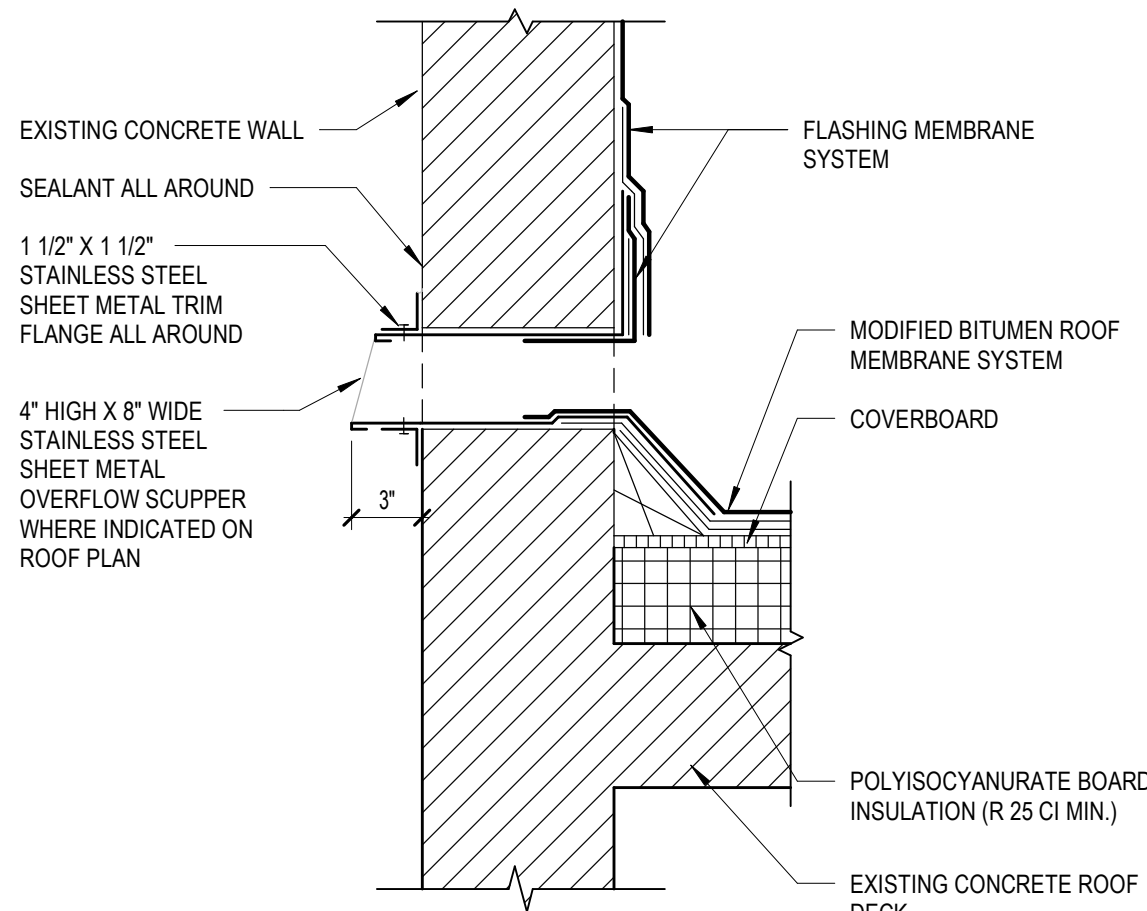 EXISTING CONCRETE WALL
SEALANT ALL AROUND
1 1/2" X 1 1/2"
STAINLESS STEEL
SHEET METAL TRIM
FLANGE ALL AROUND
4" HIGH X 8" WIDE
STAINLESS STEEL
SHEET METAL
OVERFLOW SCUPPER
WHERE INDICATED ON
ROOF PLAN
3"
FLASHING MEMBRANE
SYSTEM
MODIFIED BITUMEN ROOF
MEMBRANE SYSTEM
COVERBOARD
POLYISOCYANURATE BOARD
INSULATION (R 25 CI MIN.)
EXISTING CONCRETE ROOF
DECK